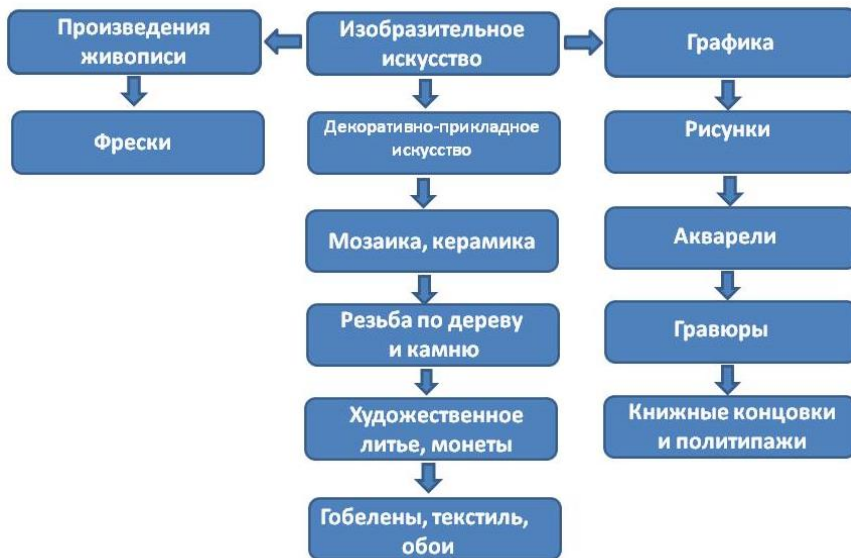 Произведения
живописи
Фрески
Изобразительное
искусство
Декоративно-прикладное
искусство
Мозаика, керамика
Резьба по дереву
и камню
Художественное
литье, монеты
Гобелены, текстиль,
обои
Графика
Рисунки
Акварели
Гравюры
Книжные концовки
и политипажи